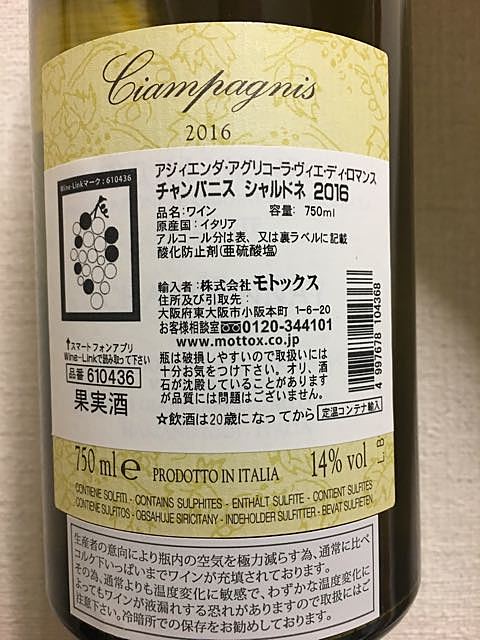 Ciampagnis
2016
Wine-Linkマーク:610436
アジィエンダ・アグリコーラ・ヴィエ・ディ・ロマンス
チャンパニス シャルドネ 2016
品名:ワイン 容量: 750ml
原産国:イタリア
アルコール分は表、又は裏ラベルに記載
酸化防止剤(亜硫酸塩)
輸入者:株式会社モトックス
住所及び引取先:
大阪府東大阪市小阪本町 1-6-20
お客様相談室 0120-344101
www.mottox.co.jp
↑スマートフォンアプリ
Wine-Linkで読み取って下さい
品番 610436
果実酒
瓶は破損しやすいので取扱いには
十分お気をつけ下さい。オリ、酒
石が沈殿していることがあります
が品質には問題はございません。
☆飲酒は20歳になってから 定温コンテナ輸入
4 997678 104368
750 ml e PRODOTTO IN ITALIA 14% vol
L. B
CONTIENE SOLFITI - CONTAINS SULPHITES - ENTHÄLT SULFITE - CONTIENT SULFITES
CONTIENE SULFITOS - OBSAHUJE SIRICITANY - INDEHOLDER SULFITTER - BEVAT SULFIETEN
生産者の意向により瓶内の空気を極力減らす為、通常に比べ
コルク下いっぱいまでワインが充填されております。
その為、通常よりも温度変化に敏感で、わずかな温度変化に
よってもワインが液漏れする恐れがありますので取扱にはご
注意下さい。冷暗所での保存をお勧めしております。